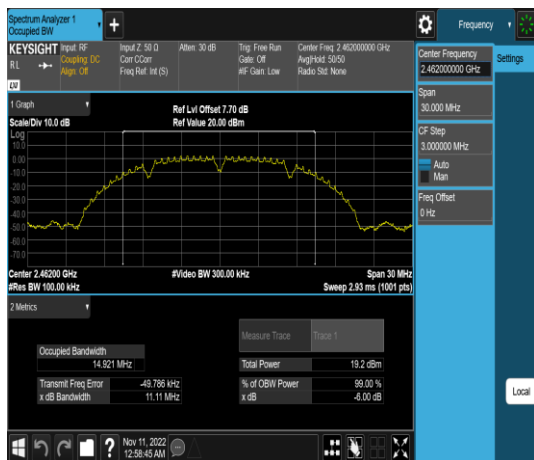 Spectrum Analyzer 1
Occupied BW
+
Frequency
KEYSIGHT
Input: RF
Input Z: 50 Ω
Atten: 30 dB
Trig: Free Run
Center Freq: 2.462000000 GHz
RL
Coupling: DC
Corr CCorr
Gate: Off
Avg|Hold: 50/50
Align: Off
Freq Ref: Int (S)
#IF Gain: Low
Radio Std: None
LXI
Center Frequency
2.462000000 GHz
Settings
Span
30.000 MHz
CF Step
3.000000 MHz
Auto
Man
Freq Offset
0 Hz
Local
1 Graph
Ref Lvl Offset 7.70 dB
Scale/Div 10.0 dB
Ref Value 20.00 dBm
Log
10.0
0.00
-10.0
-20.0
-30.0
-40.0
-50.0
-60.0
-70.0
Center 2.46200 GHz
#Video BW 300.00 kHz
Span 30 MHz
#Res BW 100.00 kHz
Sweep 2.93 ms (1001 pts)
2 Metrics
Measure Trace
Trace 1
Occupied Bandwidth
14.921 MHz
Total Power
19.2 dBm
Transmit Freq Error
-49.786 kHz
% of OBW Power
99.00 %
x dB Bandwidth
11.11 MHz
x dB
-6.00 dB
?
Nov 11, 2022
12:58:45 AM